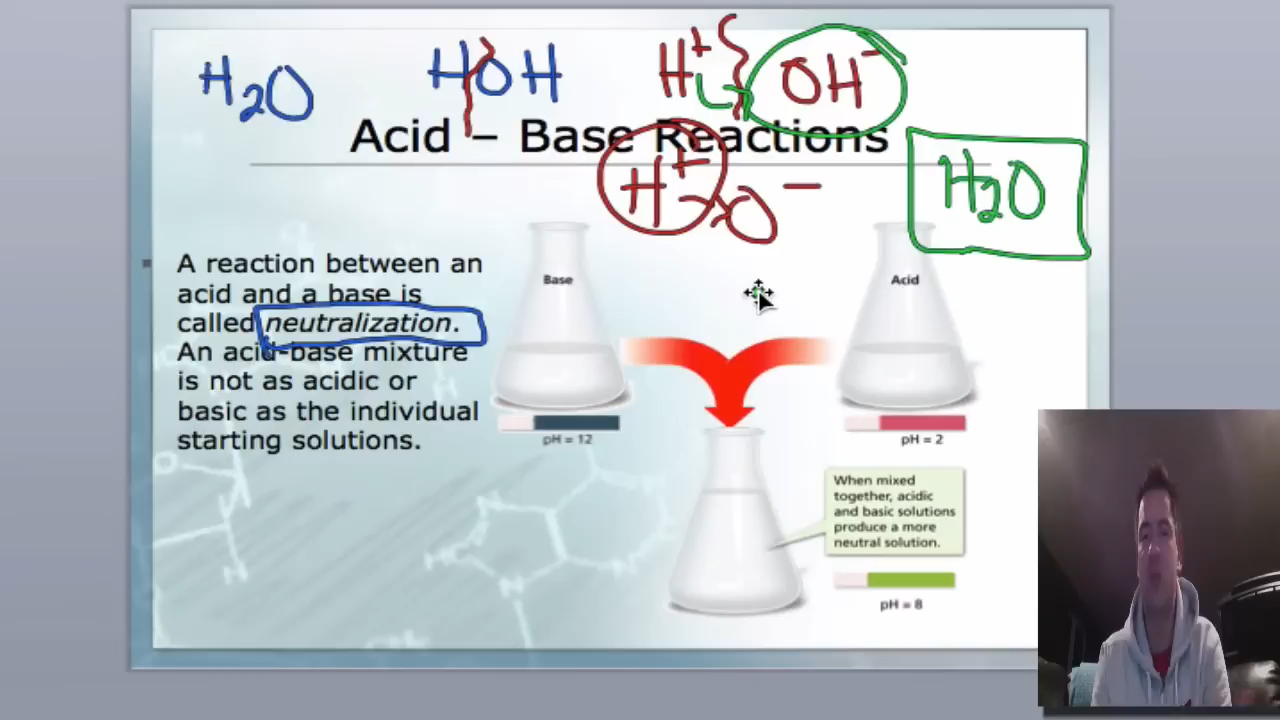 H2O HOH H+ OH-
Acid – Base Reactions
H+2O -
H2O
A reaction between an
acid and a base is
called neutralization.
An acid-base mixture
is not as acidic or
basic as the individual
starting solutions.
Base
pH = 12
Acid
pH = 2
When mixed
together, acidic
and basic solutions
produce a more
neutral solution.
pH = 8